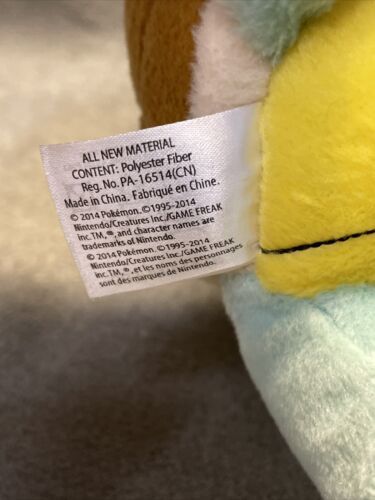 ALL NEW MATERIAL
CONTENT: Polyester Fiber
Reg. No. PA-16514(CN)
Made in China. Fabriqué en Chine.
© 2014 Pokémon. ©1995-2014
Nintendo/Creatures Inc./GAME FREAK
inc.TM, ®, and character names are
trademarks of Nintendo.
© 2014 Pokémon. ©1995-2014
Nintendo/Creatures Inc./GAME FREAK
inc.TM, ®, et les noms des personnages
sont des marques de Nintendo